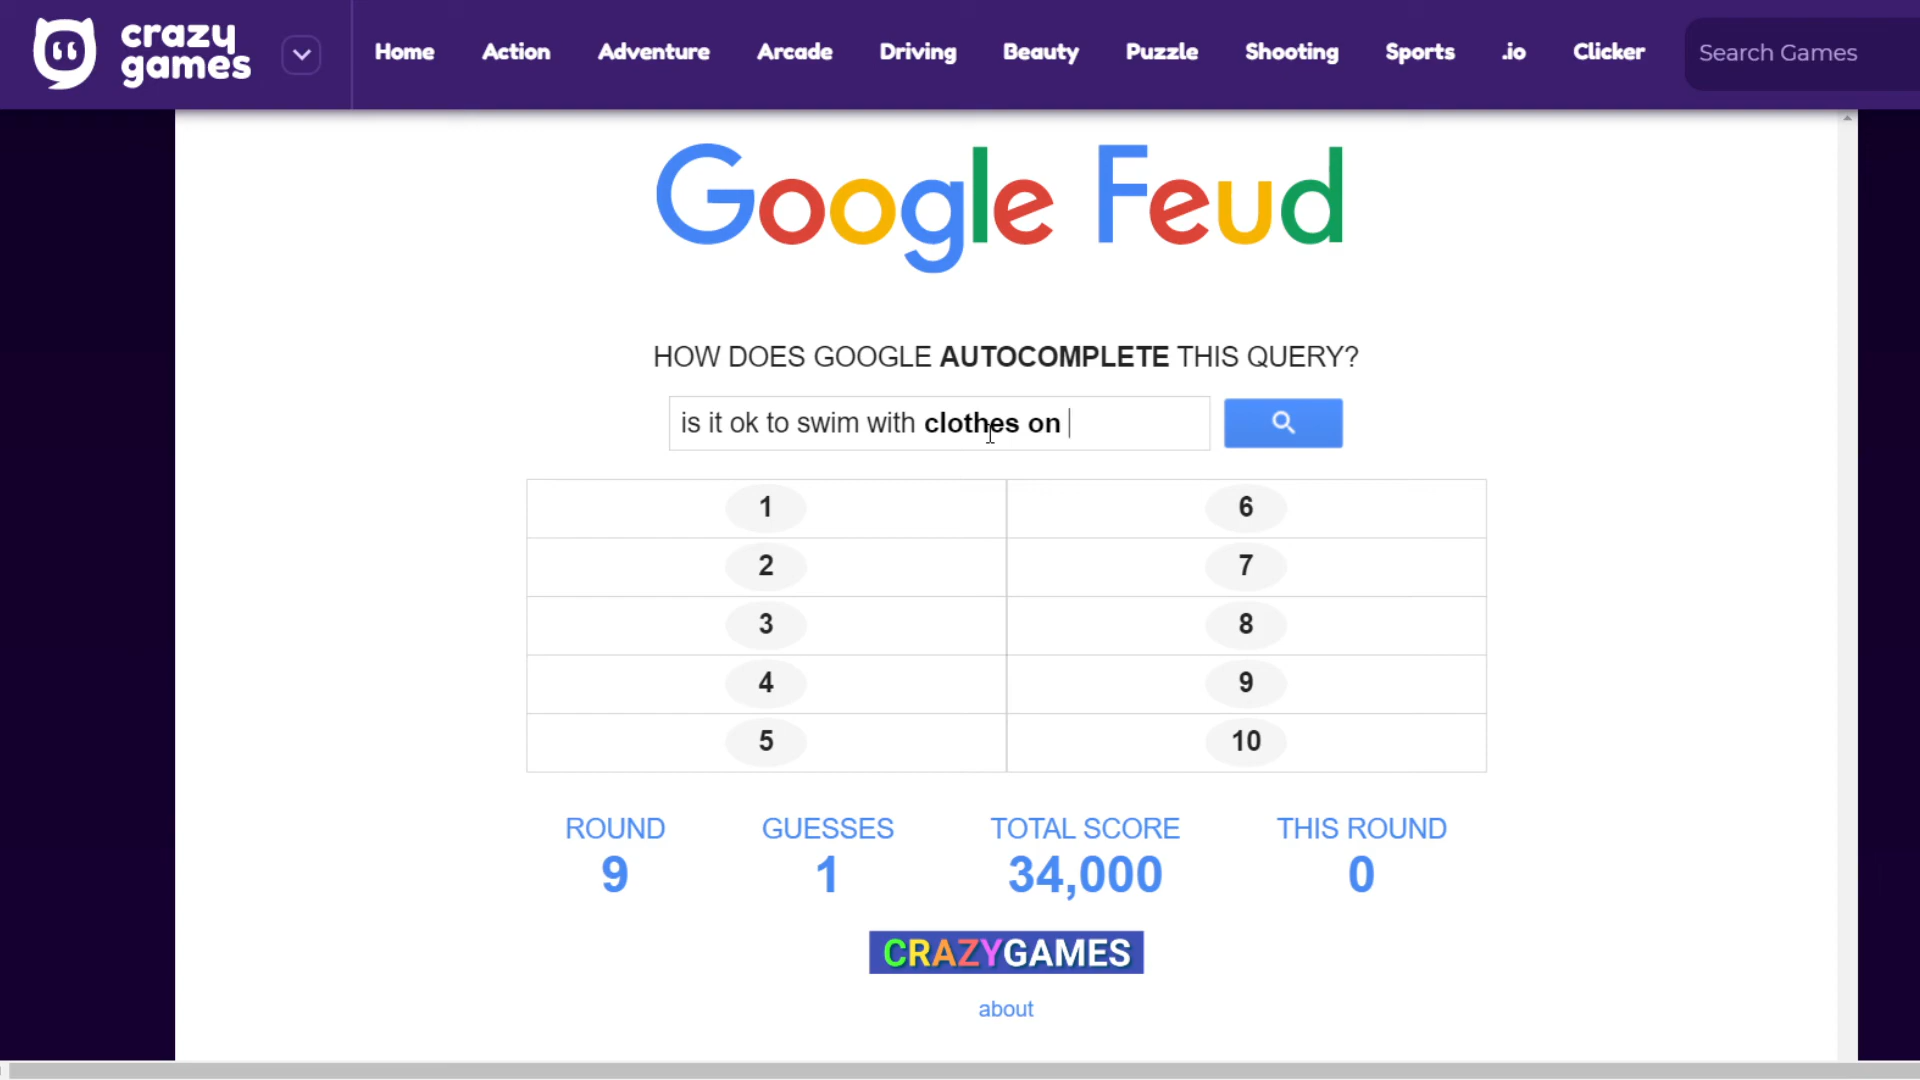 crazy games
Home Action Adventure Arcade Driving Beauty Puzzle Shooting Sports .io Clicker Search Games
Google Feud
HOW DOES GOOGLE AUTOCOMPLETE THIS QUERY?
is it ok to swim with clothes on
1 6
2 7
3 8
4 9
5 10
ROUND GUESSES TOTAL SCORE THIS ROUND
9 1 34,000 0
CRAZYGAMES
about